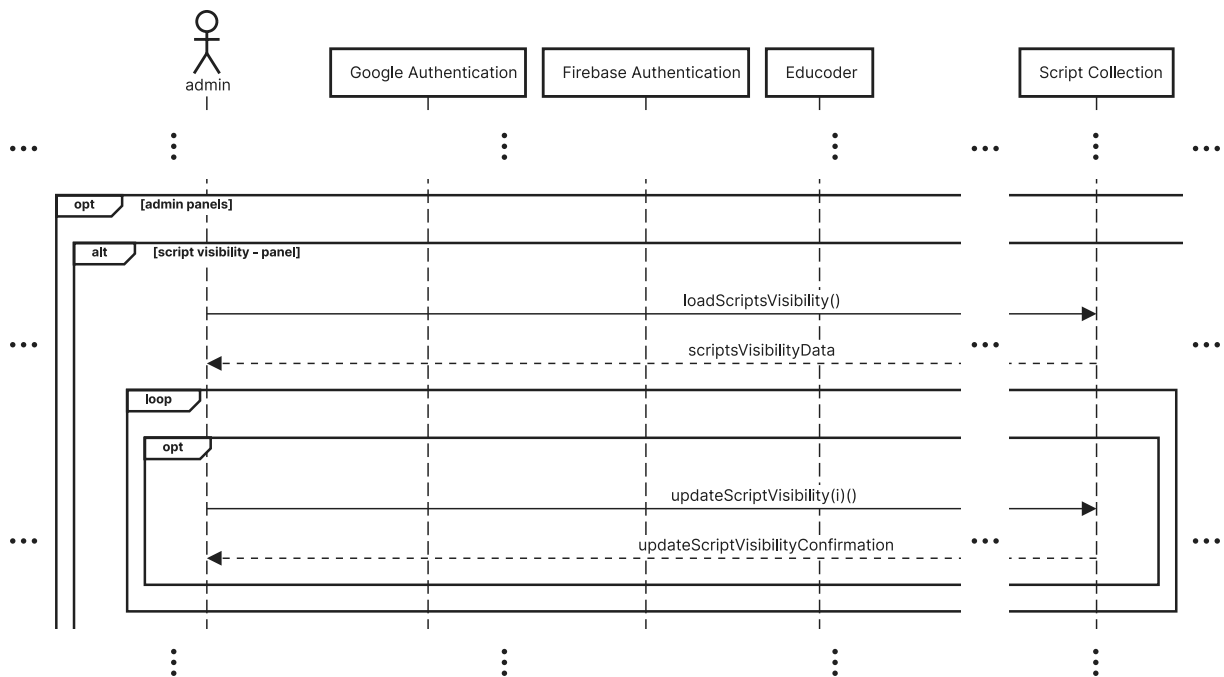 admin
Google Authentication
Firebase Authentication
Educoder
Script Collection
opt
[admin panels]
alt
[script visibility - panel]
loadScriptsVisibility()
scriptsVisibilityData
loop
opt
updateScriptVisibility(i)()
updateScriptVisibilityConfirmation